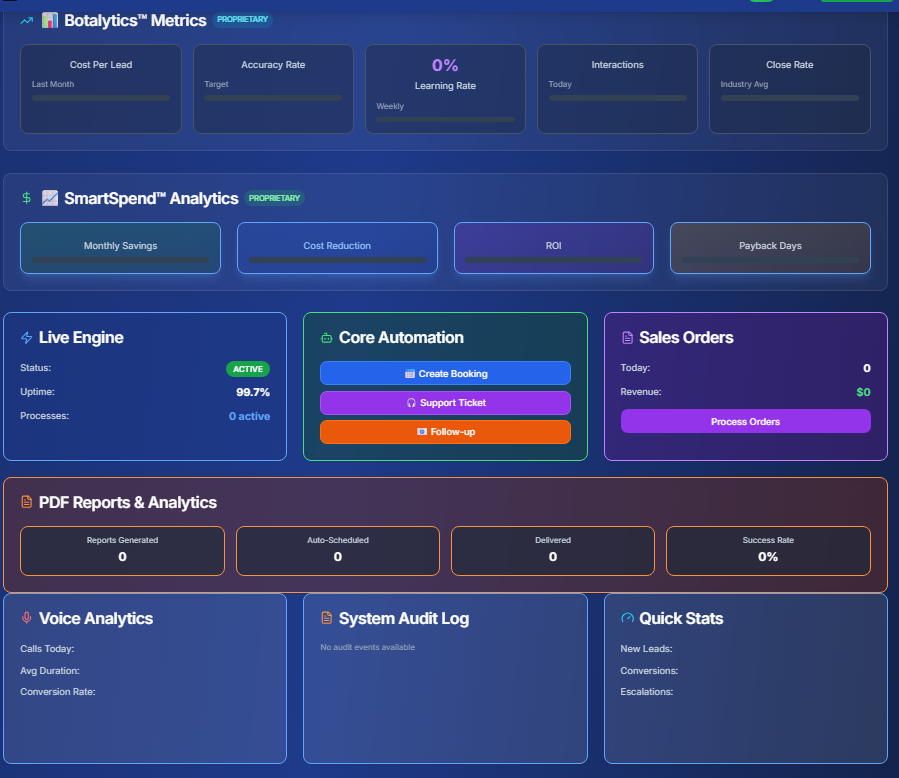 Botalytics™ Metrics PROPRIETARY
Cost Per Lead
Last Month
Accuracy Rate
Target
0%
Learning Rate
Weekly
Interactions
Today
Close Rate
Industry Avg
SmartSpend™ Analytics PROPRIETARY
Monthly Savings
Cost Reduction
ROI
Payback Days
Live Engine
Status: ACTIVE
Uptime: 99.7%
Processes: 0 active
Core Automation
Create Booking
Support Ticket
Follow-up
Sales Orders
Today: 0
Revenue: $0
Process Orders
PDF Reports & Analytics
Reports Generated
0
Auto-Scheduled
0
Delivered
0
Success Rate
0%
Voice Analytics
Calls Today:
Avg Duration:
Conversion Rate:
System Audit Log
No audit events available
Quick Stats
New Leads:
Conversions:
Escalations: